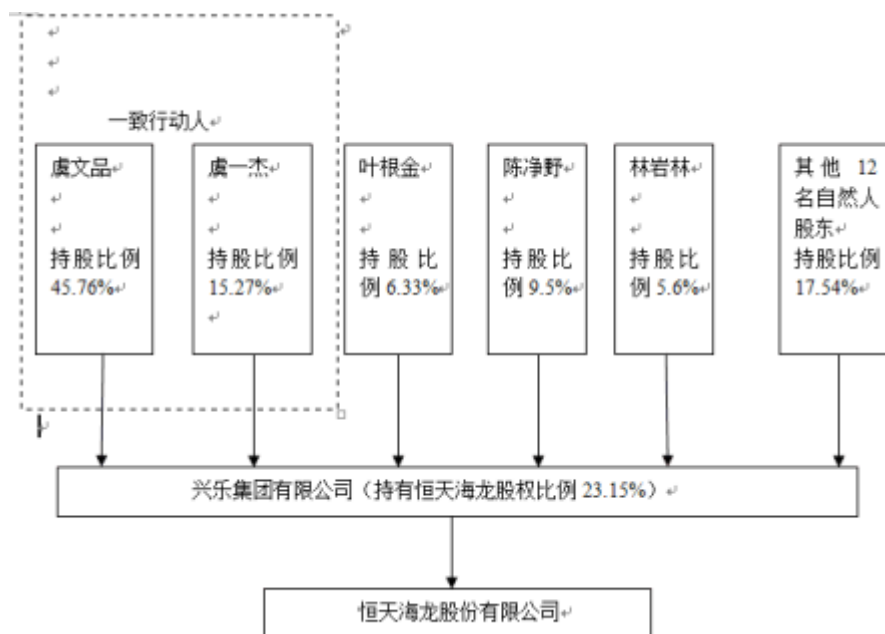 一致行动人
虞文品
持股比例
45.76%
虞一杰
持股比例
15.27%
叶根金
持股比
例 6.33%
陈净野
持股比
例 9.5%
林岩林
持股比
例 5.6%
其他 12
名自然人
股东
持股比例
17.54%
兴乐集团有限公司（持有恒天海龙股权比例 23.15%）
恒天海龙股份有限公司